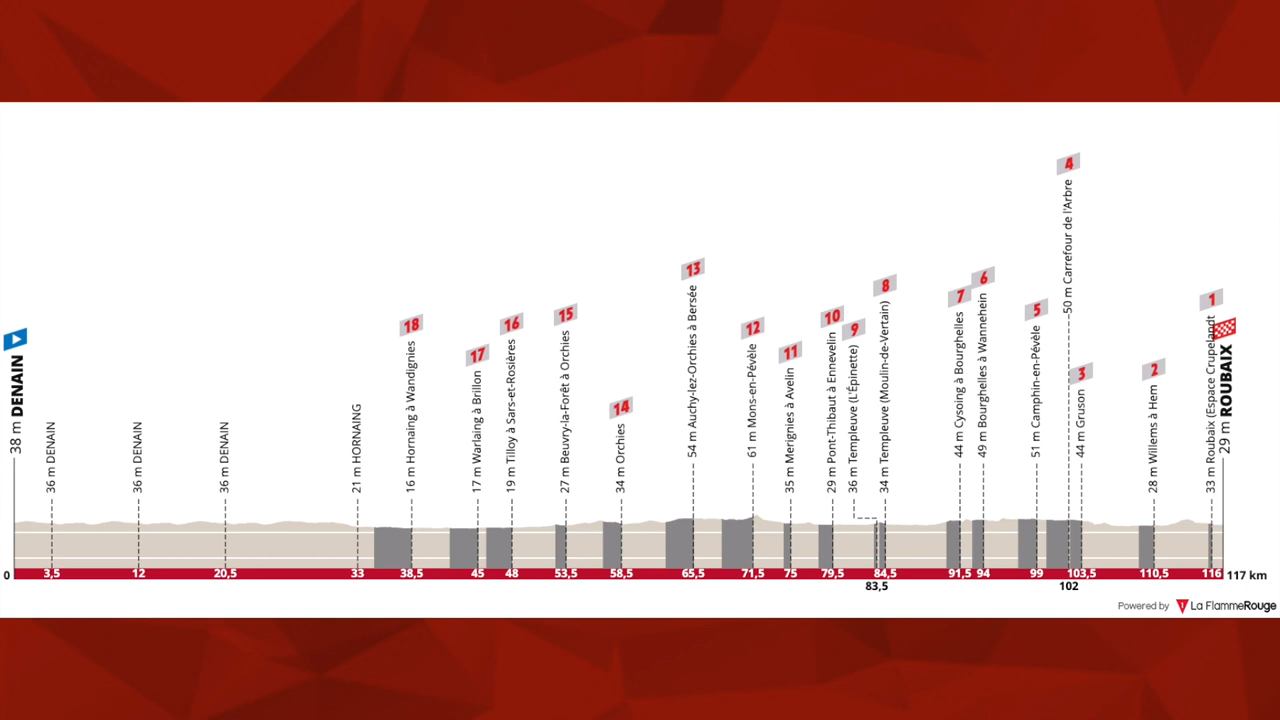 38 m DENAIN
36 m DENAIN
36 m DENAIN
36 m DENAIN
21 m HORNAING
18
16 m Hornaing à Wandignies
17
17 m Warlaing à Brillon
16
19 m Tilloy à Sars-et-Rosières
15
27 m Beuvry-la-Forêt à Orchies
14
34 m Orchies
13
54 m Auchy-lez-Orchies à Bersée
12
61 m Mons-en-Pévèle
11
35 m Merignies à Avelin
10
29 m Pont-Thibaut à Ennevelin
9
36 m Templeuve (L'Épinette)
8
34 m Templeuve (Moulin-de-Vertain)
7
44 m Cysoing à Bourghelles
6
49 m Bourghelles à Wannehein
5
51 m Camphin-en-Pévèle
4
50 m Carrefour de l'Arbre
3
44 m Gruson
2
28 m Willems à Hem
1
33 m Roubaix (Espace Crupelandt
29 m ROUBAIX
0
3,5
12
20,5
33
38,5
45
48
53,5
58,5
65,5
71,5
75
79,5
83,5
84,5
91,5
94
99
102
103,5
110,5
116
117 km
Powered by La FlammeRouge